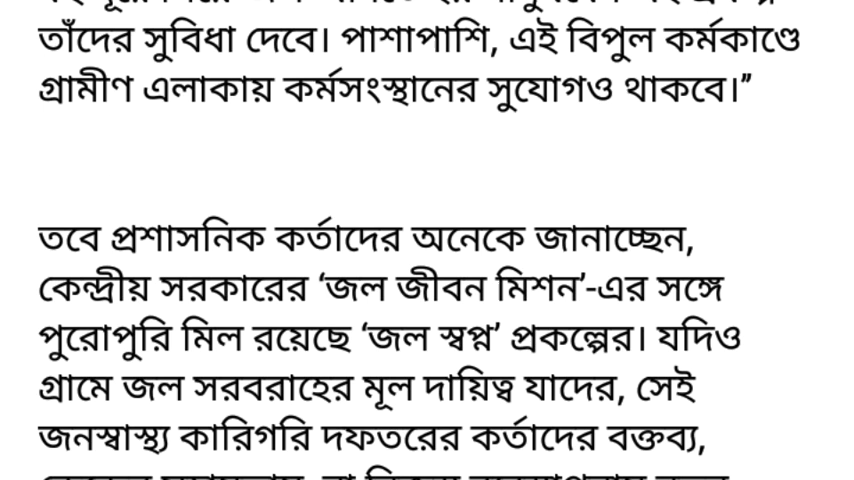 তাঁদের সুবিধা দেবে। পাশাপাশি, এই বিপুল কর্মকাণ্ডে
গ্রামীণ এলাকায় কর্মসংস্থানের সুযোগও থাকবে।”
তবে প্রশাসনিক কর্তাদের অনেকে জানাচ্ছেন,
কেন্দ্রীয় সরকারের ‘জল জীবন মিশন’-এর সঙ্গে
পুরোপুরি মিল রয়েছে ‘জল স্বপ্ন’ প্রকল্পের। যদিও
গ্রামে জল সরবরাহের মূল দায়িত্ব যাদের, সেই
জনস্বাস্থ্য কারিগরি দফতরের কর্তাদের বক্তব্য,